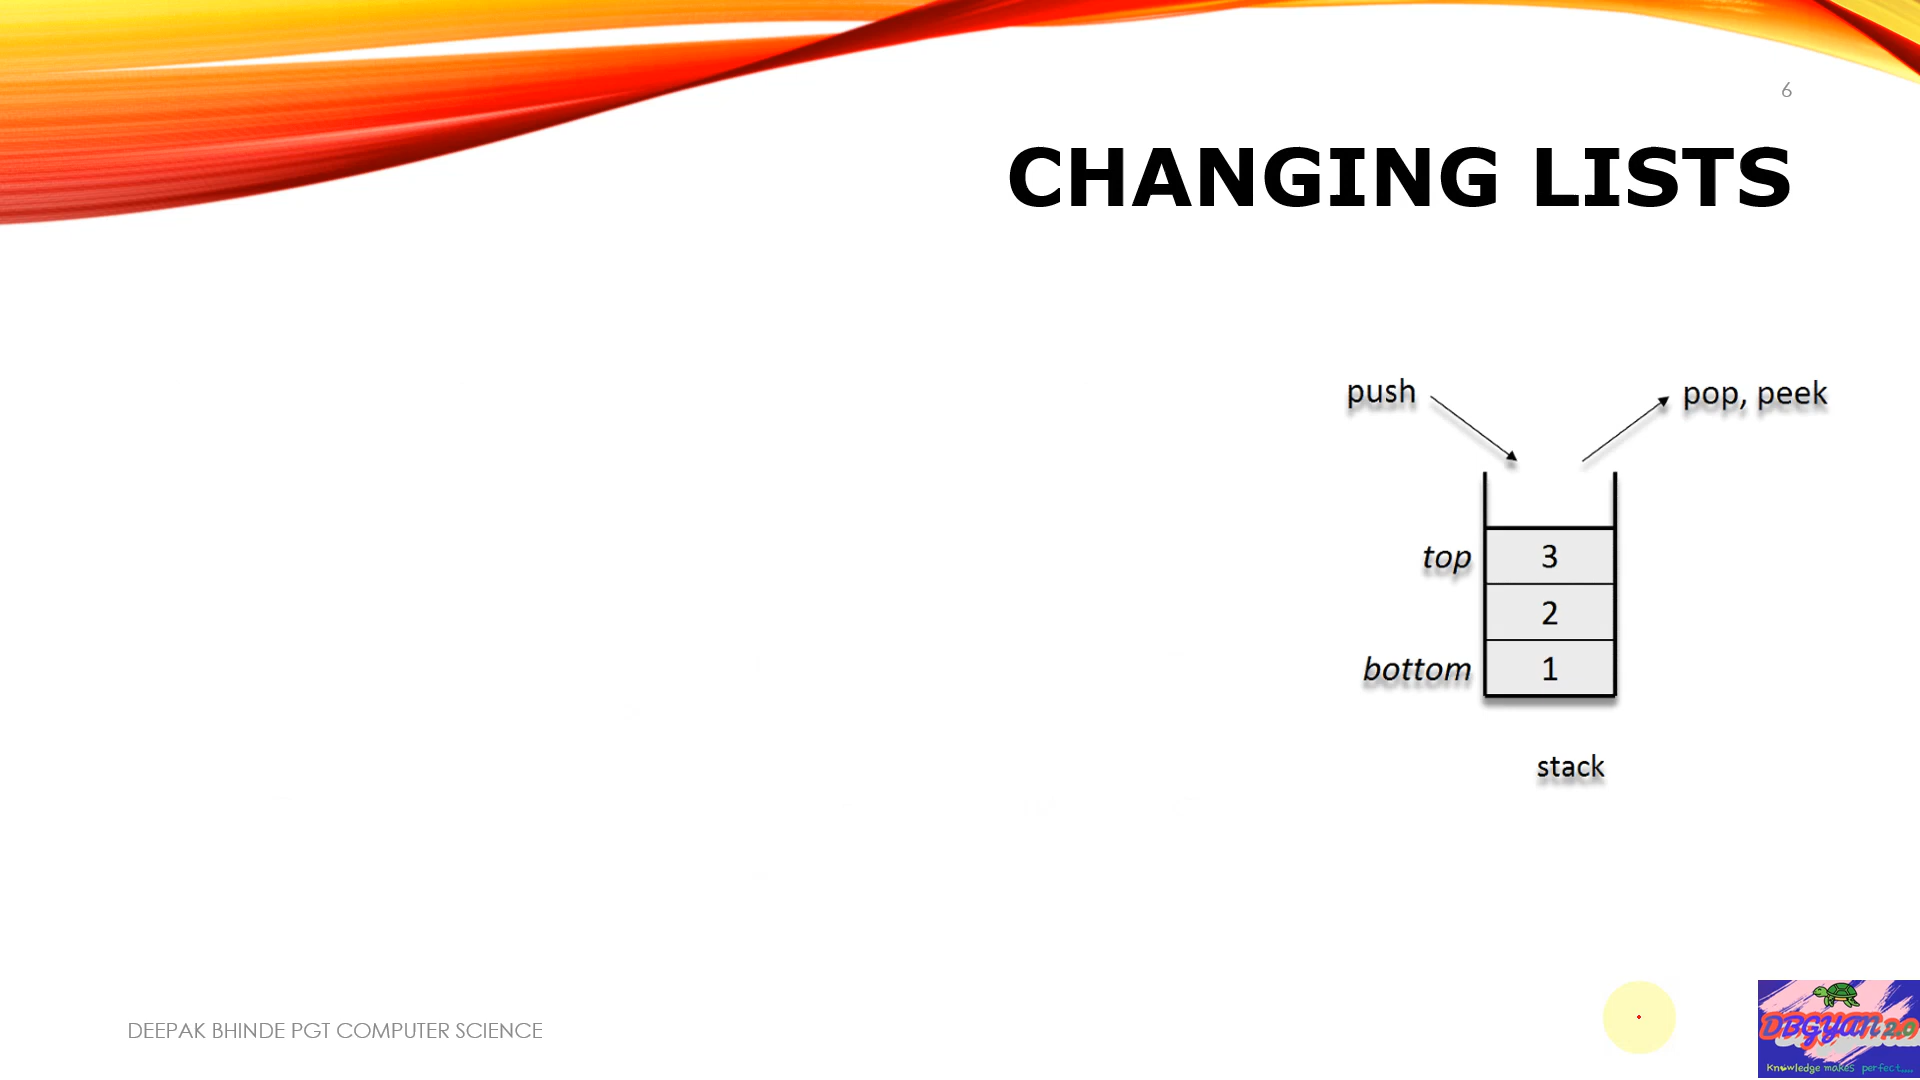 6
CHANGING LISTS
push
pop, peek
top
3
2
bottom
1
stack
DEEPAK BHINDE PGT COMPUTER SCIENCE
DBGYAN 2.0
Knowledge makes perfect....